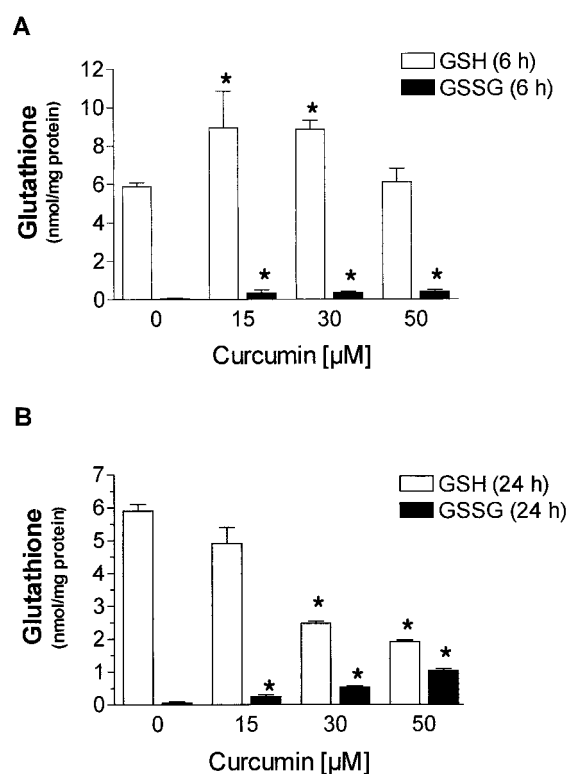 A
GSH (6 h)
GSSG (6 h)
Glutathione
(nmol/mg protein)
12
10
8
6
4
2
0
* *
* * *
0 15 30 50
Curcumin [µM]
B
GSH (24 h)
GSSG (24 h)
Glutathione
(nmol/mg protein)
7
6
5
4
3
2
1
0
* *
* * *
0 15 30 50
Curcumin [µM]